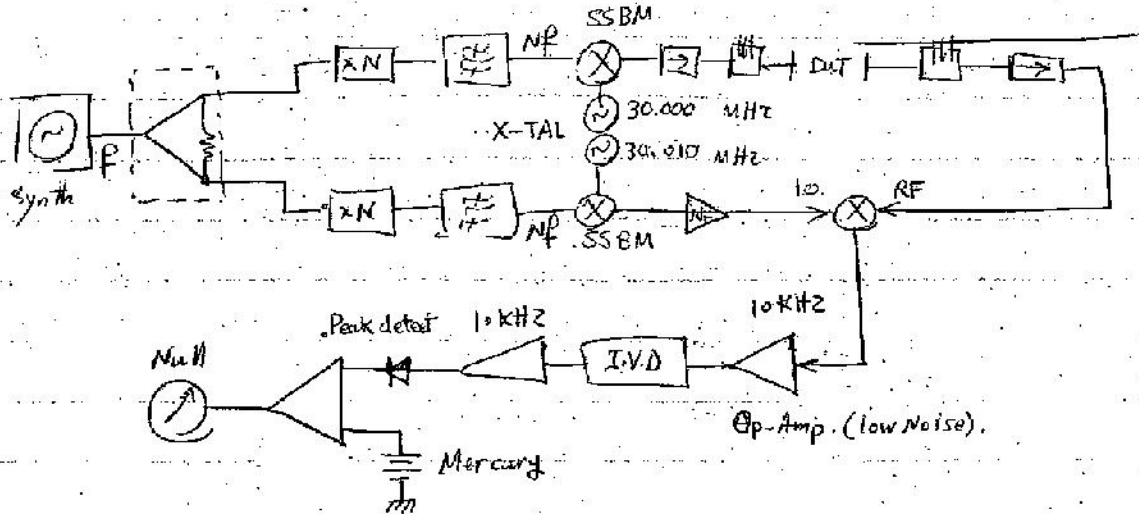 SSBM
xN
Nf
DUT
30.000 MHz
X-TAL
30.010 MHz
f
Synth
xN
Nf
SSBM
L.O.
RF
Peak detect
10KHz
10KHz
Null
I.V.D
Op-Amp. (low Noise).
Mercury